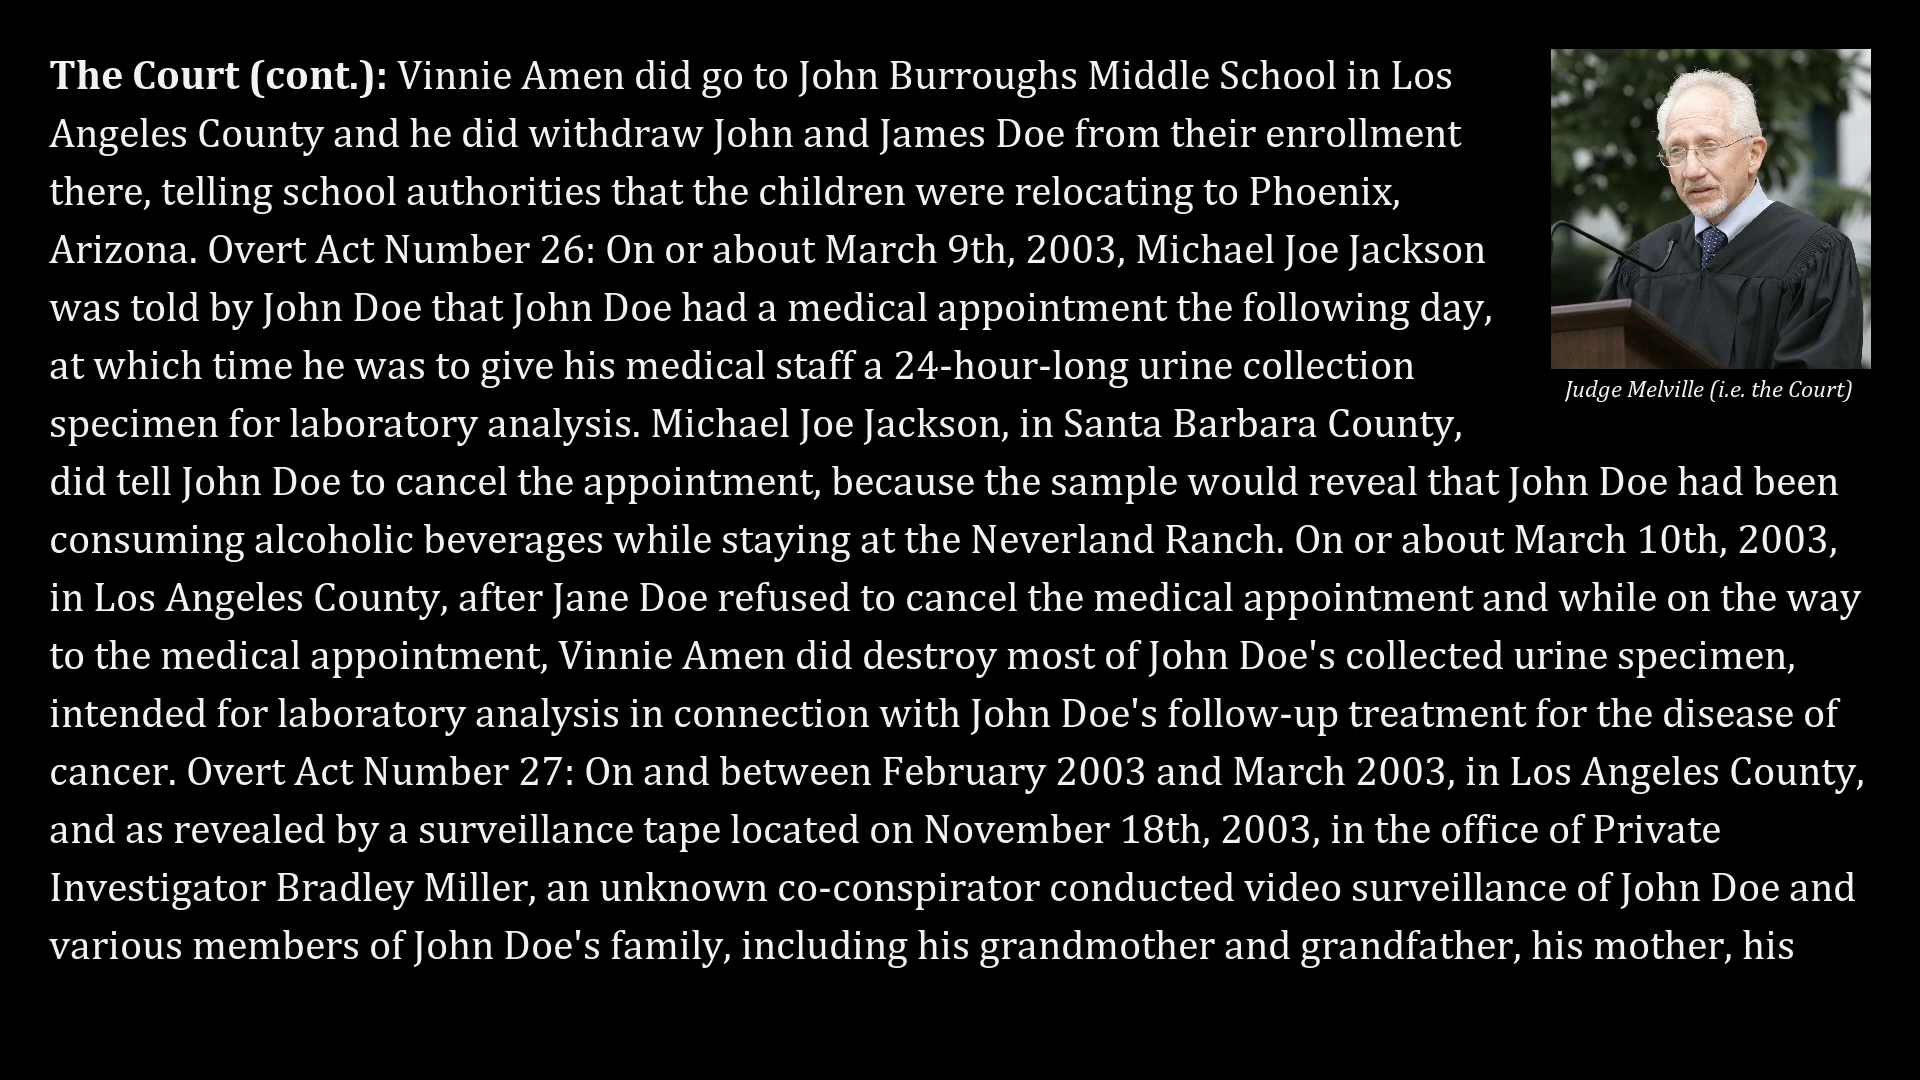 The Court (cont.): Vinnie Amen did go to John Burroughs Middle School in Los
Angeles County and he did withdraw John and James Doe from their enrollment
there, telling school authorities that the children were relocating to Phoenix,
Arizona. Overt Act Number 26: On or about March 9th, 2003, Michael Joe Jackson
was told by John Doe that John Doe had a medical appointment the following day,
at which time he was to give his medical staff a 24-hour-long urine collection
specimen for laboratory analysis. Michael Joe Jackson, in Santa Barbara County,
did tell John Doe to cancel the appointment, because the sample would reveal that John Doe had been
consuming alcoholic beverages while staying at the Neverland Ranch. On or about March 10th, 2003,
in Los Angeles County, after Jane Doe refused to cancel the medical appointment and while on the way
to the medical appointment, Vinnie Amen did destroy most of John Doe's collected urine specimen,
intended for laboratory analysis in connection with John Doe's follow-up treatment for the disease of
cancer. Overt Act Number 27: On and between February 2003 and March 2003, in Los Angeles County,
and as revealed by a surveillance tape located on November 18th, 2003, in the office of Private
Investigator Bradley Miller, an unknown co-conspirator conducted video surveillance of John Doe and
various members of John Doe's family, including his grandmother and grandfather, his mother, his
Judge Melville (i.e. the Court)